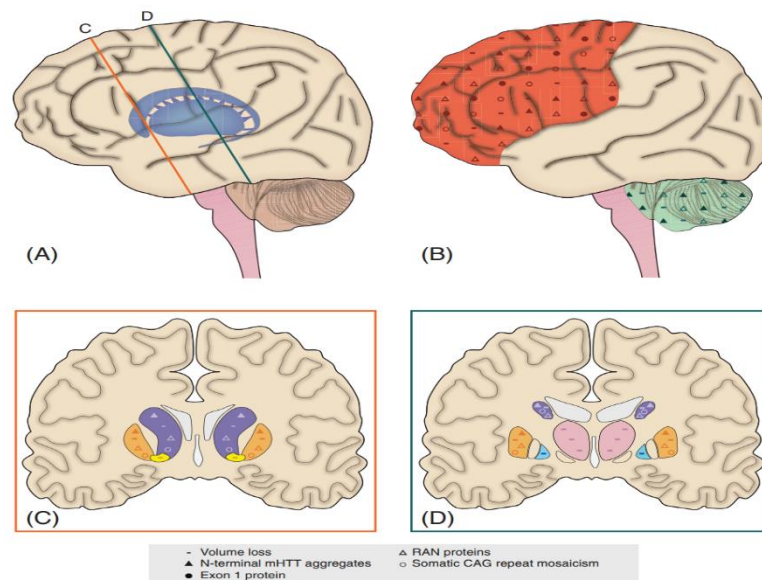 C
D
(A)
(B)
(C)
(D)
- Volume loss
▲ N-terminal mHTT aggregates
● Exon 1 protein
△ RAN proteins
○ Somatic CAG repeat mosaicism